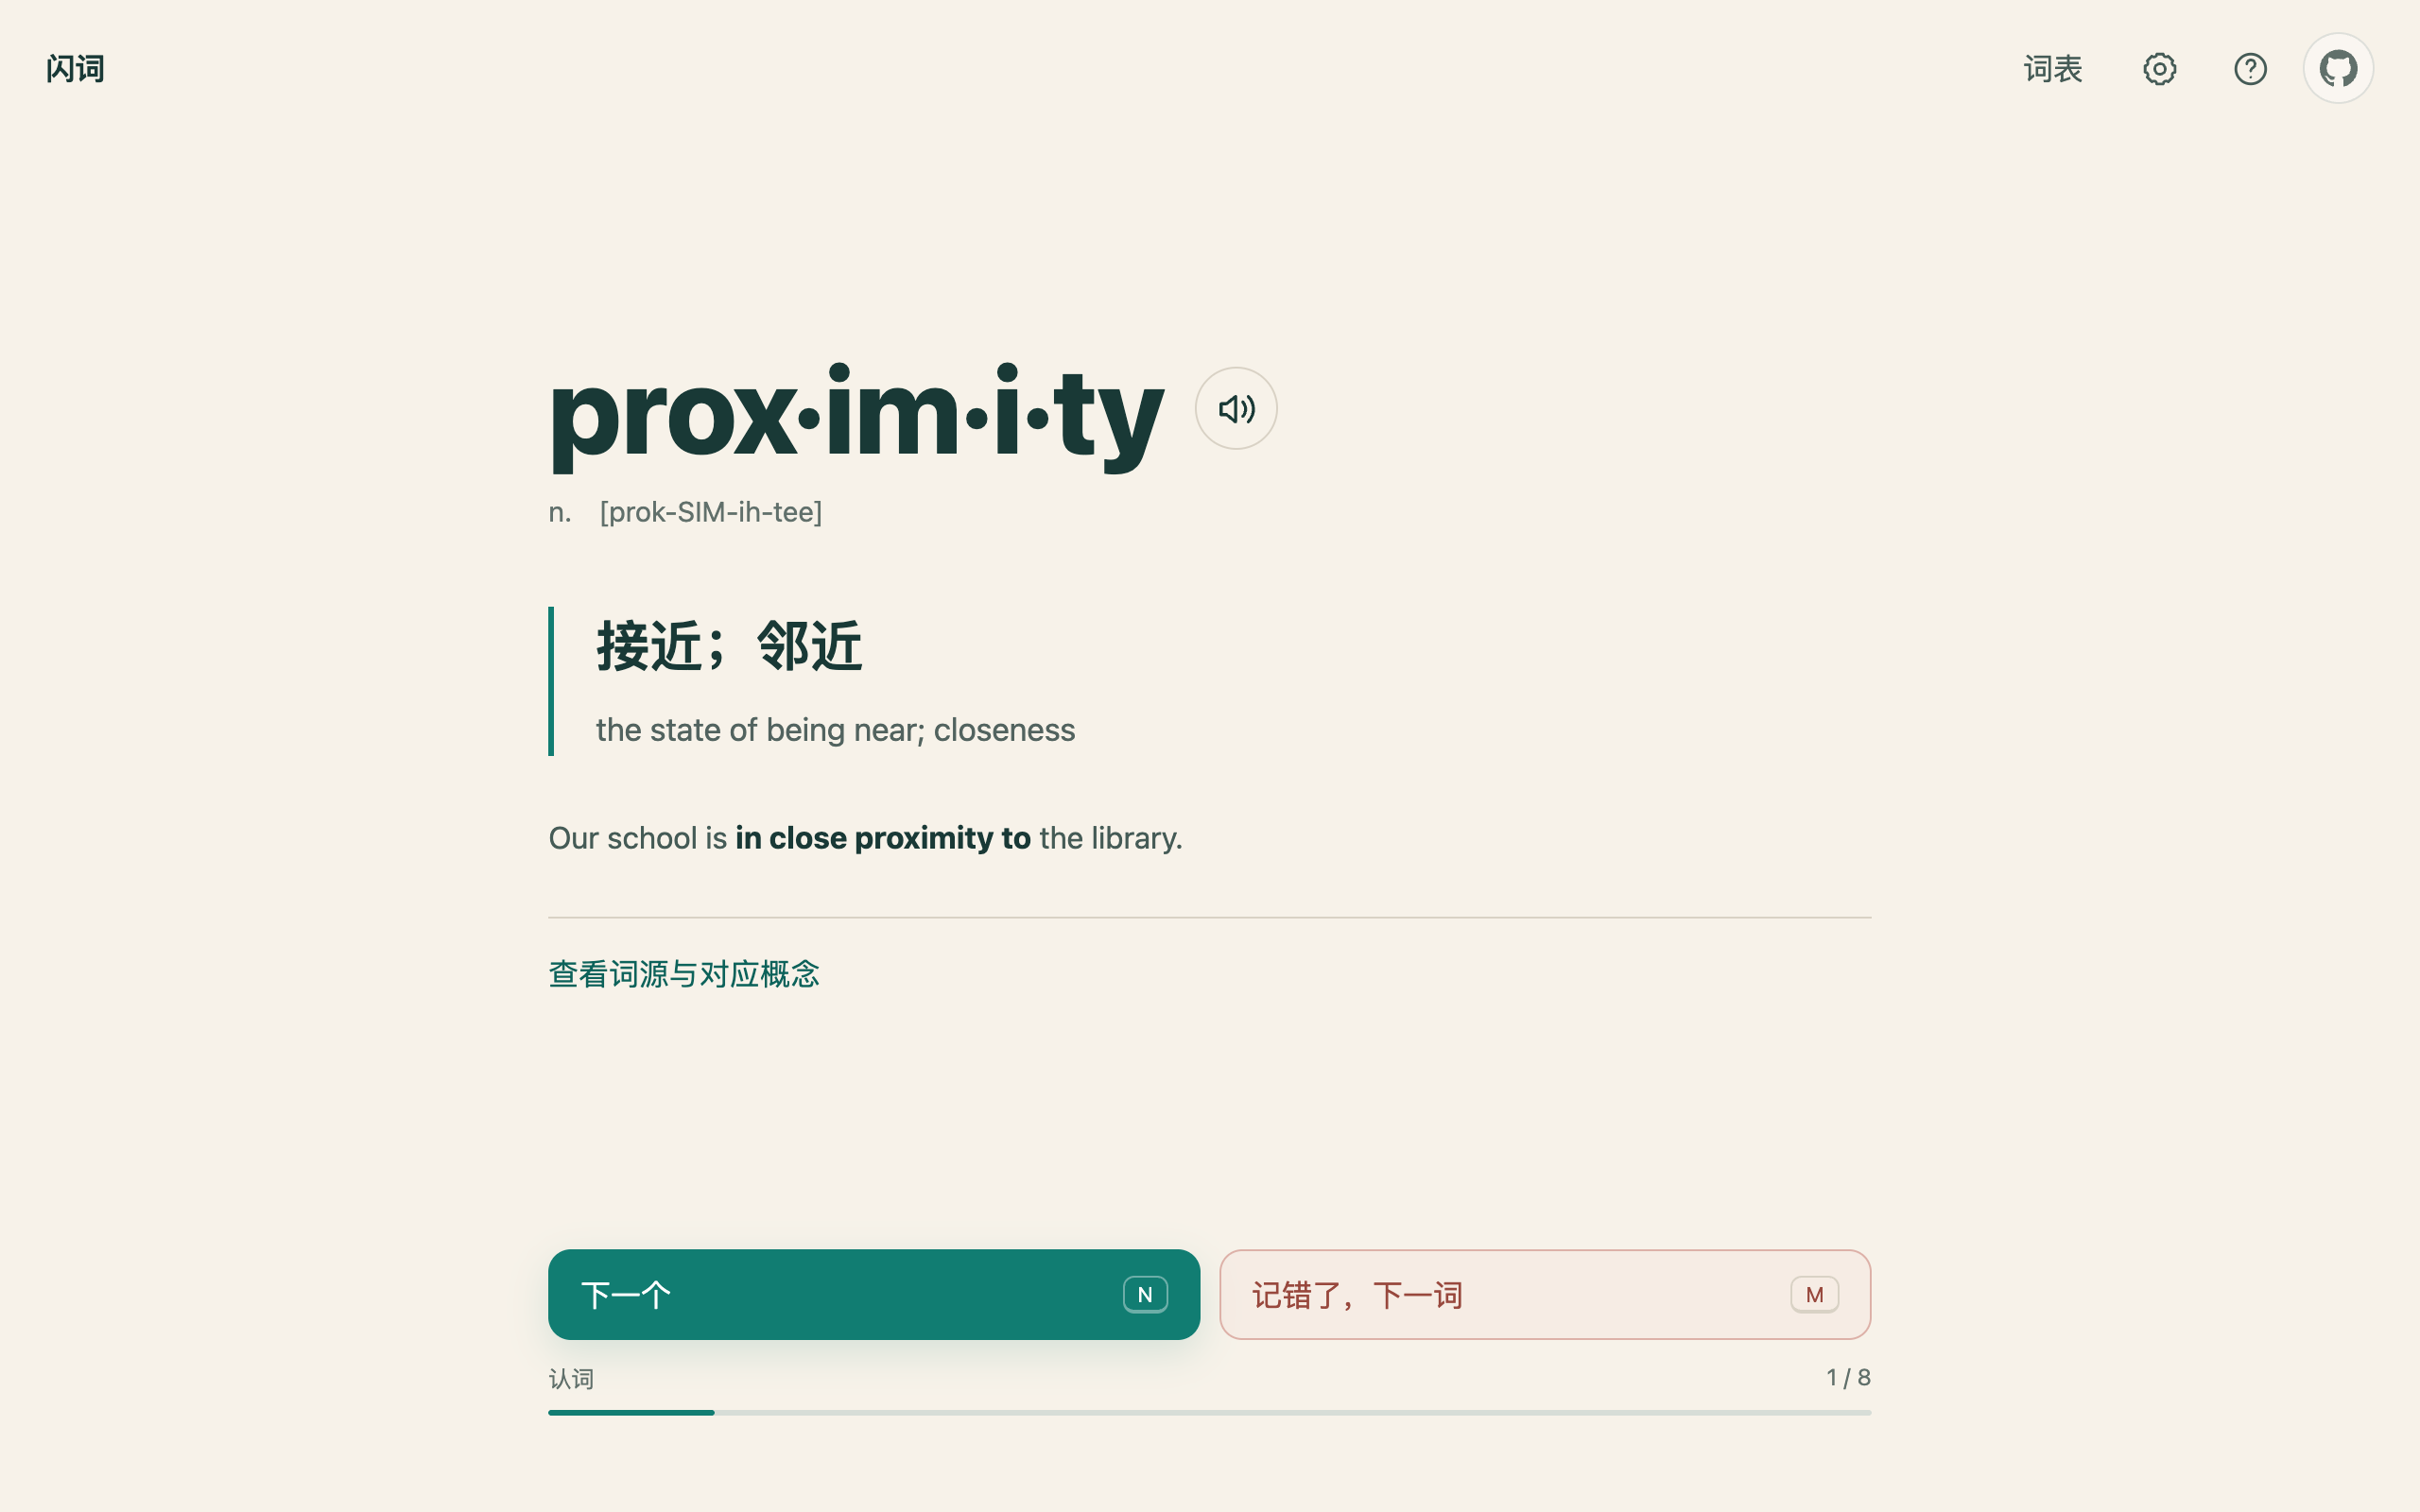 闪词
词表
prox·im·i·ty
n. [prok-SIM-ih-tee]
接近；邻近
the state of being near; closeness
Our school is in close proximity to the library.
查看词源与对应概念
下一个 N
记错了，下一词 M
认词
1 / 8